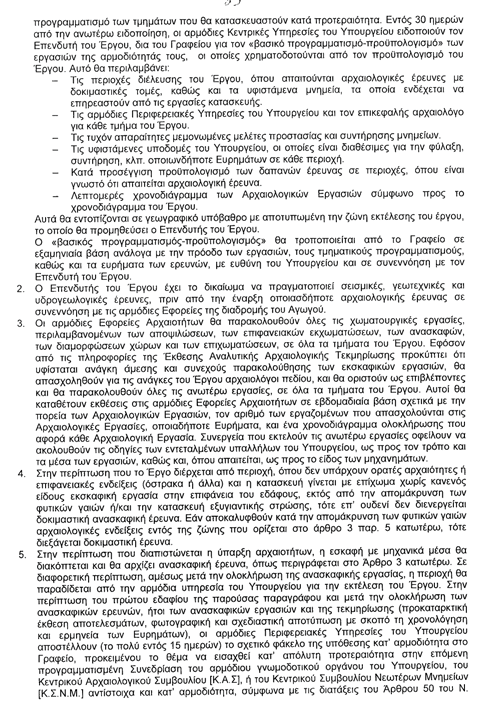 προγραμματισμό των τμημάτων που θα κατασκευαστούν κατά προτεραιότητα. Εντός 30 ημερών
από την ανωτέρω ειδοποίηση, οι αρμόδιες Κεντρικές Υπηρεσίες του Υπουργείου ειδοποιούν τον
Επενδυτή του Έργου, δια του Γραφείου για τον «βασικό προγραμματισμό-προϋπολογισμό» των
εργασιών της αρμοδιότητάς τους, οι οποίες χρηματοδοτούνται από τον προϋπολογισμό του
Έργου. Αυτό θα περιλαμβάνει:
– Τις περιοχές διέλευσης του Έργου, όπου απαιτούνται αρχαιολογικές έρευνες με
δοκιμαστικές τομές, καθώς και τα υφιστάμενα μνημεία, τα οποία ενδέχεται να
επηρεαστούν από τις εργασίες κατασκευής.
– Τις αρμόδιες Περιφερειακές Υπηρεσίες του Υπουργείου και τον επικεφαλής αρχαιολόγο
για κάθε τμήμα του Έργου.
– Τις τυχόν απαραίτητες μεμονωμένες μελέτες προστασίας και συντήρησης μνημείων.
– Τις υφιστάμενες υποδομές του Υπουργείου, οι οποίες είναι διαθέσιμες για την φύλαξη,
συντήρηση, κλπ. οποιωνδήποτε Ευρημάτων σε κάθε περιοχή.
– Κατά προσέγγιση προϋπολογισμό των δαπανών έρευνας σε περιοχές, όπου είναι
γνωστό ότι απαιτείται αρχαιολογική έρευνα.
– Λεπτομερές χρονοδιάγραμμα των Αρχαιολογικών Εργασιών σύμφωνο προς το
χρονοδιάγραμμα του Έργου.
Αυτά θα εντοπίζονται σε γεωγραφικό υπόβαθρο με αποτυπωμένη την ζώνη εκτέλεσης του έργου,
το οποίο θα προμηθεύσει ο Επενδυτής του Έργου.
Ο «βασικός προγραμματισμός-προϋπολογισμός» θα τροποποιείται από το Γραφείο σε
εξαμηνιαία βάση ανάλογα με την πρόοδο των εργασιών, τους τμηματικούς προγραμματισμούς,
καθώς και τα ευρήματα των ερευνών, με ευθύνη του Υπουργείου και σε συνεννόηση με τον
Επενδυτή του Έργου.
2. Ο Επενδυτής του Έργου έχει το δικαίωμα να πραγματοποιεί σεισμικές, γεωτεχνικές και
υδρογεωλογικές έρευνες, πριν από την έναρξη οποιασδήποτε αρχαιολογικής έρευνας σε
συνεννόηση με τις αρμόδιες Εφορείες της διαδρομής του Αγωγού.
3. Οι αρμόδιες Εφορείες Αρχαιοτήτων θα παρακολουθούν όλες τις χωματουργικές εργασίες,
περιλαμβανομένων των αποψιλώσεων, των επιφανειακών εκχωματώσεων, των ανασκαφών,
των διαμορφώσεων χώρων και των επιχωματώσεων, σε όλα τα τμήματα του Έργου. Εφόσον
από τις πληροφορίες της Έκθεσης Αναλυτικής Αρχαιολογικής Τεκμηρίωσης προκύπτει ότι
υφίσταται ανάγκη άμεσης και συνεχούς παρακολούθησης των εκσκαφικών εργασιών, θα
απασχοληθούν για τις ανάγκες του Έργου αρχαιολόγοι πεδίου, και θα οριστούν ως επιβλέποντες
και θα παρακολουθούν όλες τις ανωτέρω εργασίες, σε όλα τα τμήματα του Έργου. Αυτοί θα
καταθέτουν εκθέσεις στις αρμόδιες Εφορείες Αρχαιοτήτων σε εβδομαδιαία βάση σχετικά με την
πορεία των Αρχαιολογικών Εργασιών, τον αριθμό των εργαζομένων που απασχολούνται στις
Αρχαιολογικές Εργασίες, οποιαδήποτε Ευρήματα, και ένα χρονοδιάγραμμα ολοκλήρωσης που
αφορά κάθε Αρχαιολογική Εργασία. Συνεργεία που εκτελούν τις ανωτέρω εργασίες οφείλουν να
ακολουθούν τις οδηγίες των εντεταλμένων υπαλλήλων του Υπουργείου, ως προς τον τρόπο και
τα μέσα των εργασιών, καθώς και, όπου απαιτείται, ως προς το είδος των μηχανημάτων.
4. Στην περίπτωση που το Έργο διέρχεται από περιοχή, όπου δεν υπάρχουν ορατές αρχαιότητες ή
επιφανειακές ενδείξεις (όστρακα ή άλλα) και η κατασκευή γίνεται με επίχωμα χωρίς κανενός
είδους εκσκαφική εργασία στην επιφάνεια του εδάφους, εκτός από την απομάκρυνση των
φυτικών γαιών ή/και την κατασκευή εξυγιαντικής στρώσης, τότε επ' ουδενί δεν διενεργείται
δοκιμαστική ανασκαφική έρευνα. Εάν αποκαλυφθούν κατά την απομάκρυνση των φυτικών γαιών
αρχαιολογικές ενδείξεις εντός της ζώνης που ορίζεται στο άρθρο 3 παρ. 5 κατωτέρω, τότε
διεξάγεται δοκιμαστική έρευνα.
5. Στην περίπτωση που διαπιστώνεται η ύπαρξη αρχαιοτήτων, η εσκαφή με μηχανικά μέσα θα
διακόπτεται και θα αρχίζει ανασκαφική έρευνα, όπως περιγράφεται στο Άρθρο 3 κατωτέρω. Σε
διαφορετική περίπτωση, αμέσως μετά την ολοκλήρωση της ανασκαφικής εργασίας, η περιοχή θα
παραδίδεται από την αρμόδια υπηρεσία του Υπουργείου για την εκτέλεση του Έργου. Στην
περίπτωση του πρώτου εδαφίου της παρούσας παραγράφου και μετά την ολοκλήρωση των
ανασκαφικών ερευνών, ήτοι των ανασκαφικών εργασιών και της τεκμηρίωσης (προκαταρκτική
έκθεση αποτελεσμάτων, φωτογραφική και σχεδιαστική αποτύπωση με σκοπό τη χρονολόγηση
και ερμηνεία των Ευρημάτων), οι αρμόδιες Περιφερειακές Υπηρεσίες του Υπουργείου
αποστέλλουν (το πολύ εντός 15 ημερών) το σχετικό φάκελο της υπόθεσης κατ' αρμοδιότητα στο
Γραφείο, προκειμένου το θέμα να εισαχθεί κατ' απόλυτη προτεραιότητα στην επόμενη
προγραμματισμένη Συνεδρίαση του αρμόδιου γνωμοδοτικού οργάνου του Υπουργείου, του
Κεντρικού Αρχαιολογικού Συμβουλίου [Κ.Α.Σ], ή του Κεντρικού Συμβουλίου Νεωτέρων Μνημείων
[Κ.Σ.Ν.Μ.] αντίστοιχα και κατ' αρμοδιότητα, σύμφωνα με τις διατάξεις του Άρθρου 50 του Ν.